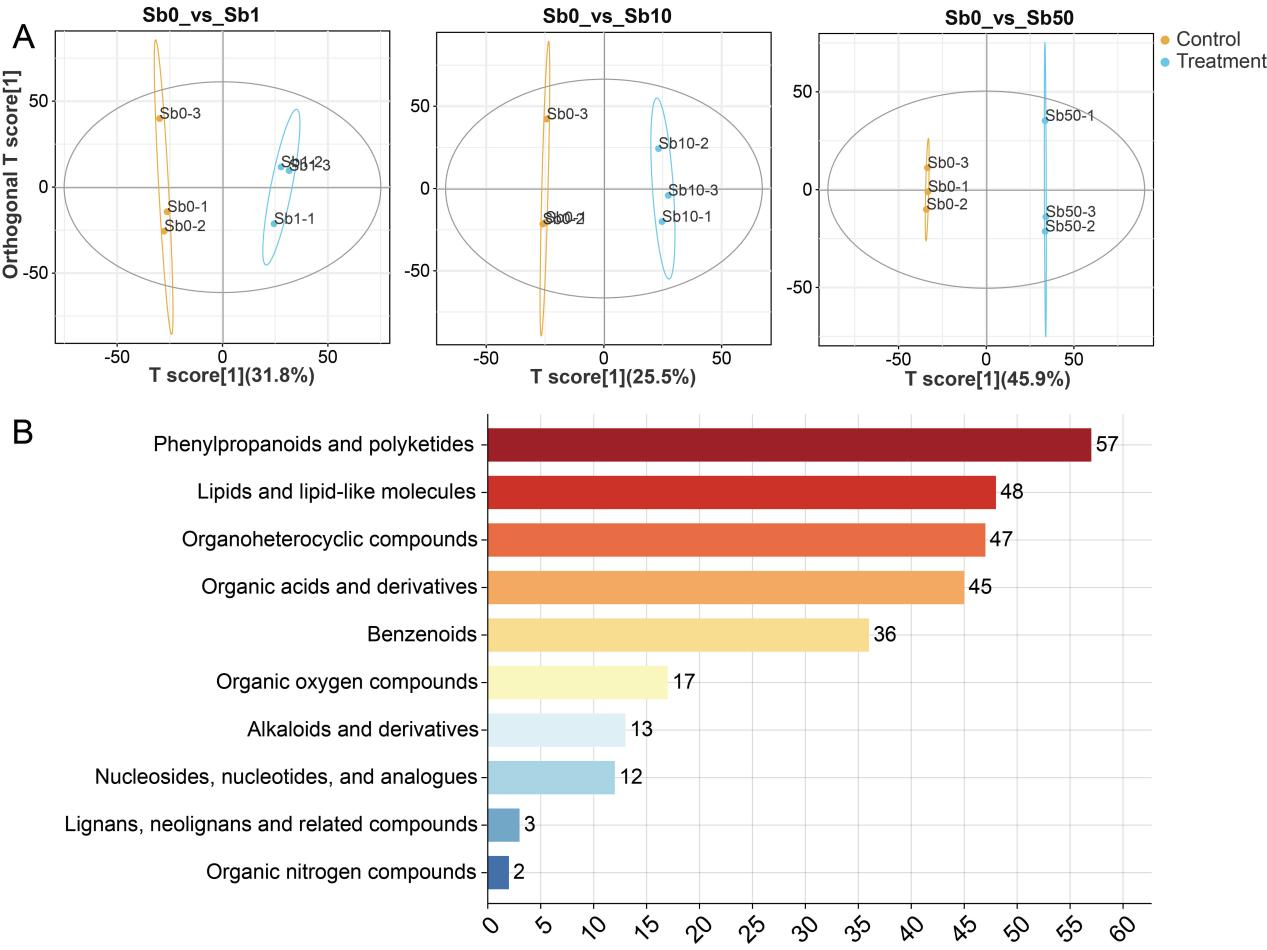 A
Sb0_vs_Sb1
Sb0_vs_Sb10
Sb0_vs_Sb50
Control
Treatment
Orthogonal T score[1]
50
0
-50
Sb0-3
Sb0-1
Sb0-2
Sb1-2
Sb1-3
Sb1-1
-50
0
50
T score[1](31.8%)
50
0
-50
Sb0-3
Sb0-1
Sb0-2
Sb10-2
Sb10-3
Sb10-1
-50
0
50
T score[1](25.5%)
50
0
-50
Sb0-3
Sb0-1
Sb0-2
Sb50-1
Sb50-3
Sb50-2
-50
0
50
T score[1](45.9%)
B
Phenylpropanoids and polyketides 57
Lipids and lipid-like molecules 48
Organoheterocyclic compounds 47
Organic acids and derivatives 45
Benzenoids 36
Organic oxygen compounds 17
Alkaloids and derivatives 13
Nucleosides, nucleotides, and analogues 12
Lignans, neolignans and related compounds 3
Organic nitrogen compounds 2
0 5 10 15 20 25 30 35 40 45 50 55 60